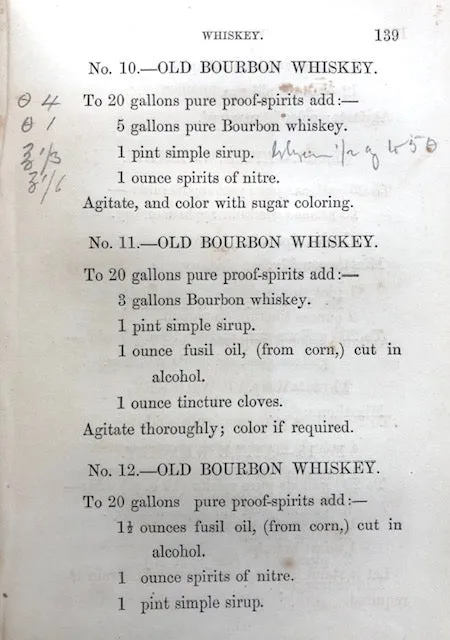 WHISKEY. 139
No. 10.—OLD BOURBON WHISKEY.
To 20 gallons pure proof-spirits add:—
5 gallons pure Bourbon whiskey.
1 pint simple sirup.
1 ounce spirits of nitre.
Agitate, and color with sugar coloring.
No. 11.—OLD BOURBON WHISKEY.
To 20 gallons pure proof-spirits add:—
3 gallons Bourbon whiskey.
1 pint simple sirup.
1 ounce fusil oil, (from corn,) cut in
alcohol.
1 ounce tincture cloves.
Agitate thoroughly; color if required.
No. 12.—OLD BOURBON WHISKEY.
To 20 gallons pure proof-spirits add:—
1½ ounces fusil oil, (from corn,) cut in
alcohol.
1 ounce spirits of nitre.
1 pint simple sirup.